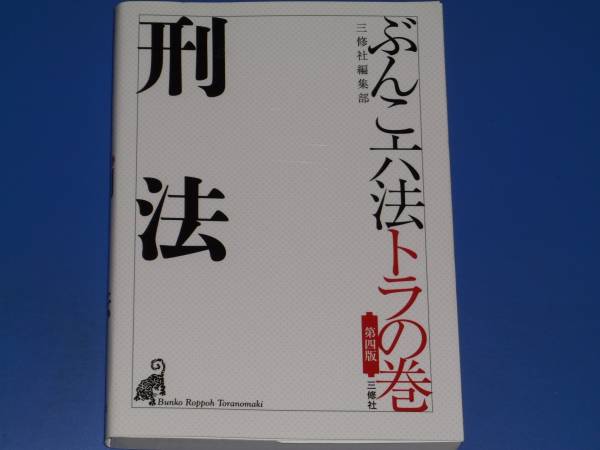 ぶんこ六法トラの巻
三修社編集部
刑法
第四版
三修社
Bunko Roppoh Toranomaki